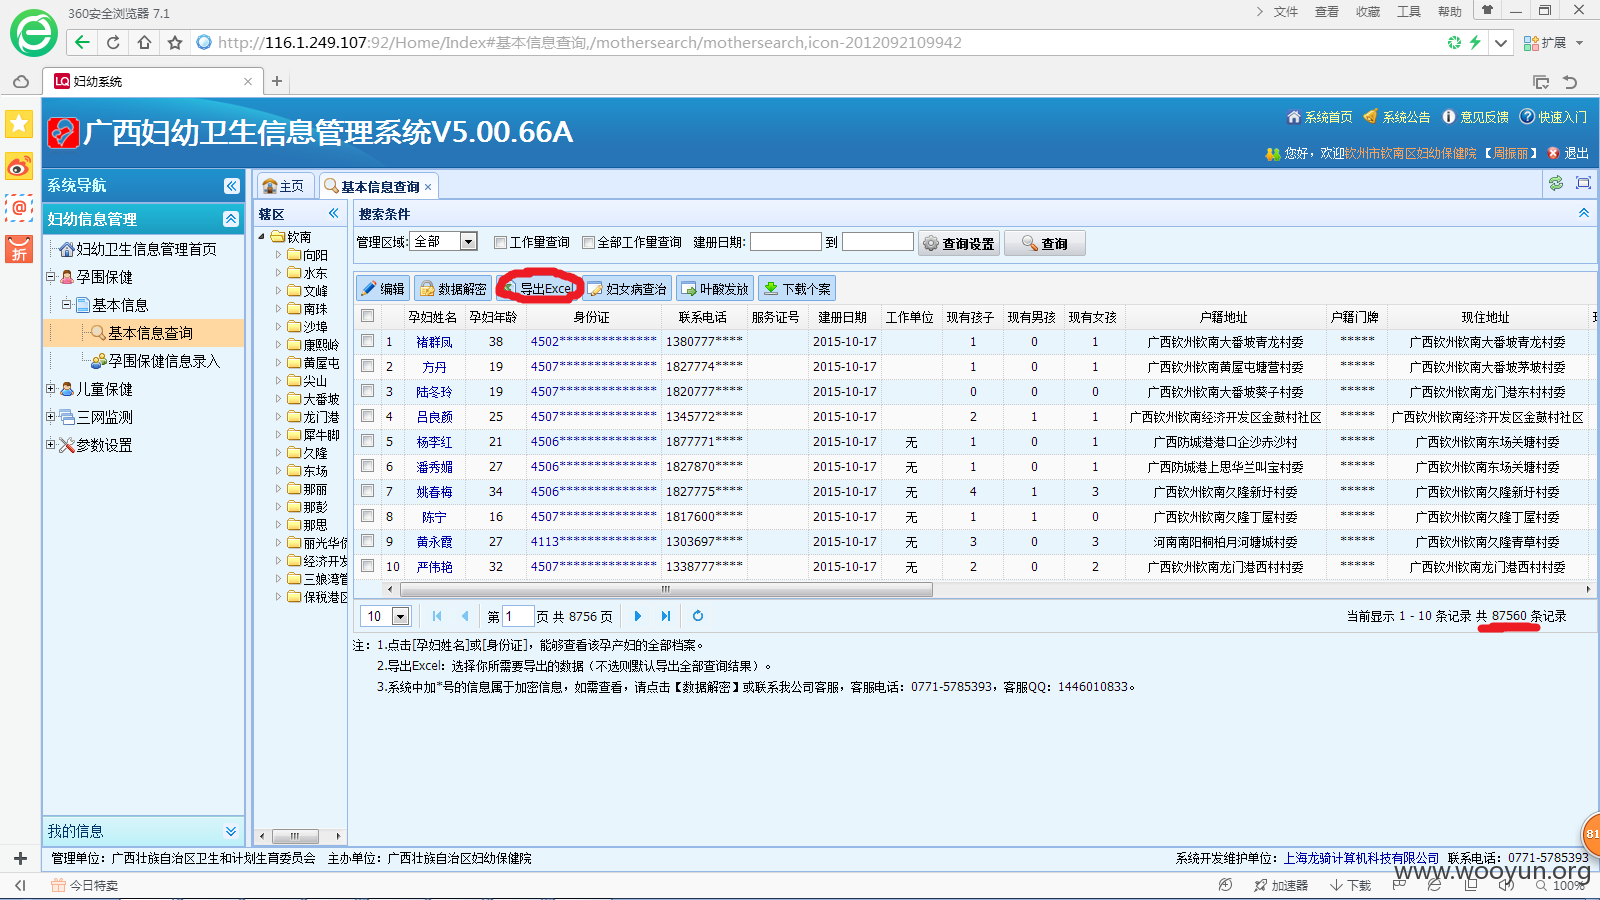 360安全浏览器 7.1
文件 查看 收藏 工具 帮助
http://116.1.249.107:92/Home/Index#基本信息查询,/mothersearch/mothersearch,icon-2012092109942
扩展
妇幼系统
广西妇幼卫生信息管理系统V5.00.66A
系统首页 系统公告 意见反馈 快速入门
您好，欢迎钦州市钦南区妇幼保健院 【周振丽】 退出
系统导航
妇幼信息管理
妇幼卫生信息管理首页
孕围保健
基本信息
基本信息查询
孕围保健信息录入
儿童保健
三网监测
参数设置
我的信息
主页 基本信息查询
辖区
钦南
向阳
水东
文峰
南珠
沙埠
康熙岭
黄屋屯
尖山
大番坡
龙门港
犀牛脚
久隆
东场
那丽
那彭
那思
丽光华侨
经济开发
三娘湾管
保税港区
搜索条件
管理区域: 全部 工作量查询 全部工作量查询 建册日期: 到 查询设置 查询
编辑 数据解密 导出Excel 妇女病查治 叶酸发放 下载个案
孕妇姓名 孕妇年龄 身份证 联系电话 服务证号 建册日期 工作单位 现有孩子 现有男孩 现有女孩 户籍地址 户籍门牌 现住地址
1 褚群凤 38 4502************** 1380777**** 2015-10-17 1 0 1 广西钦州钦南大番坡青龙村委 ***** 广西钦州钦南大番坡青龙村委
2 方丹 19 4507************** 1827774**** 2015-10-17 1 0 1 广西钦州钦南黄屋屯塘营村委 ***** 广西钦州钦南大番坡茅坡村委
3 陆冬玲 19 4507************** 1820777**** 2015-10-17 0 0 0 广西钦州钦南大番坡葵子村委 ***** 广西钦州钦南龙门港东村村委
4 吕良颜 25 4507************** 1345772**** 2015-10-17 2 1 1 广西钦州钦南经济开发区金鼓村社区 ***** 广西钦州钦南经济开发区金鼓村社区
5 杨李红 21 4506************** 1877771**** 2015-10-17 无 1 0 1 广西防城港港口企沙赤沙村 ***** 广西钦州钦南东场关塘村委
6 潘秀媚 27 4506************** 1827870**** 2015-10-17 无 1 0 1 广西防城港上思华兰叫宝村委 ***** 广西钦州钦南东场关塘村委
7 姚春梅 34 4506************** 1827775**** 2015-10-17 无 4 1 3 广西钦州钦南久隆新圩村委 ***** 广西钦州钦南久隆新圩村委
8 陈宁 16 4507************** 1817600**** 2015-10-17 无 1 1 0 广西钦州钦南久隆丁屋村委 ***** 广西钦州钦南久隆丁屋村委
9 黄永霞 27 4113************** 1303697**** 2015-10-17 无 3 0 3 河南南阳桐柏月河塘城村委 ***** 广西钦州钦南久隆青草村委
10 严伟艳 32 4507************** 1338777**** 2015-10-17 无 2 0 2 广西钦州钦南龙门港西村村委 ***** 广西钦州钦南龙门港西村村委
10 第 1 页 共 8756 页 当前显示 1 - 10 条记录 共 87560 条记录
注：1.点击[孕妇姓名]或[身份证]，能够查看该孕产妇的全部档案。
2.导出Excel：选择你所需要导出的数据（不选则默认导出全部查询结果）。
3.系统中加*号的信息属于加密信息，如需查看，请点击【数据解密】或联系我公司客服，客服电话：0771-5785393，客服QQ：1446010833。
81
管理单位：广西壮族自治区卫生和计划生育委员会 主办单位：广西壮族自治区妇幼保健院 系统开发维护单位：上海龙骑计算机科技有限公司 联系电话：0771-5785393
www.wooyun.org
今日特卖 加速器 下载 100%